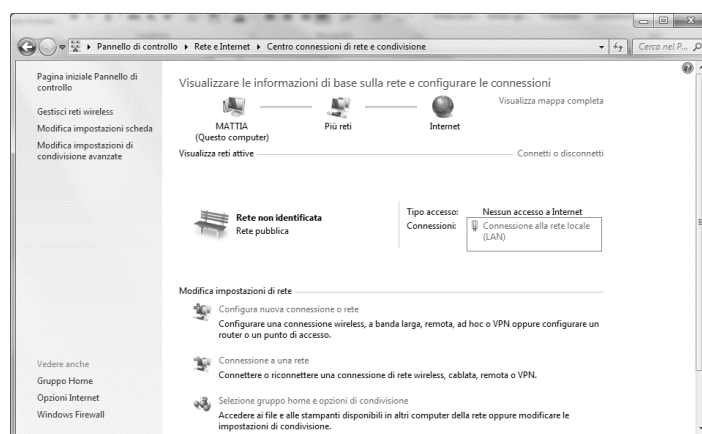 Pannello di controllo ▸ Rete e Internet ▸ Centro connessioni di rete e condivisione
Cerca nel P...
Pagina iniziale Pannello di
controllo
Gestisci reti wireless
Modifica impostazioni scheda
Modifica impostazioni di
condivisione avanzate
Visualizzare le informazioni di base sulla rete e configurare le connessioni
Visualizza mappa completa
MATTIA
(Questo computer)
Più reti
Internet
Visualizza reti attive
Connetti o disconnetti
Rete non identificata
Rete pubblica
Tipo accesso: Nessun accesso a Internet
Connessioni: Connessione alla rete locale
(LAN)
Modifica impostazioni di rete
Configura nuova connessione o rete
Configurare una connessione wireless, a banda larga, remota, ad hoc o VPN oppure configurare un
router o un punto di accesso.
Connessione a una rete
Connettere o riconnettere una connessione di rete wireless, cablata, remota o VPN.
Selezione gruppo home e opzioni di condivisione
Accedere ai file e alle stampanti disponibili in altri computer della rete oppure modificare le
impostazioni di condivisione.
Vedere anche
Gruppo Home
Opzioni Internet
Windows Firewall